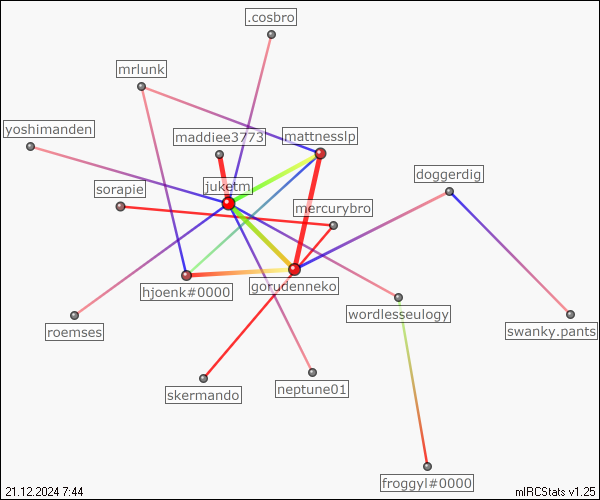 .cosbro
mrlunk
yoshimanden
maddiee3773
mattnesslp
doggerdig
sorapie
juketm
mercurybro
hjoenk#0000
gorudenneko
wordlesseulogy
roemses
swanky.pants
skermando
neptune01
froggyl#0000
21.12.2024 7:44
mIRCStats v1.25